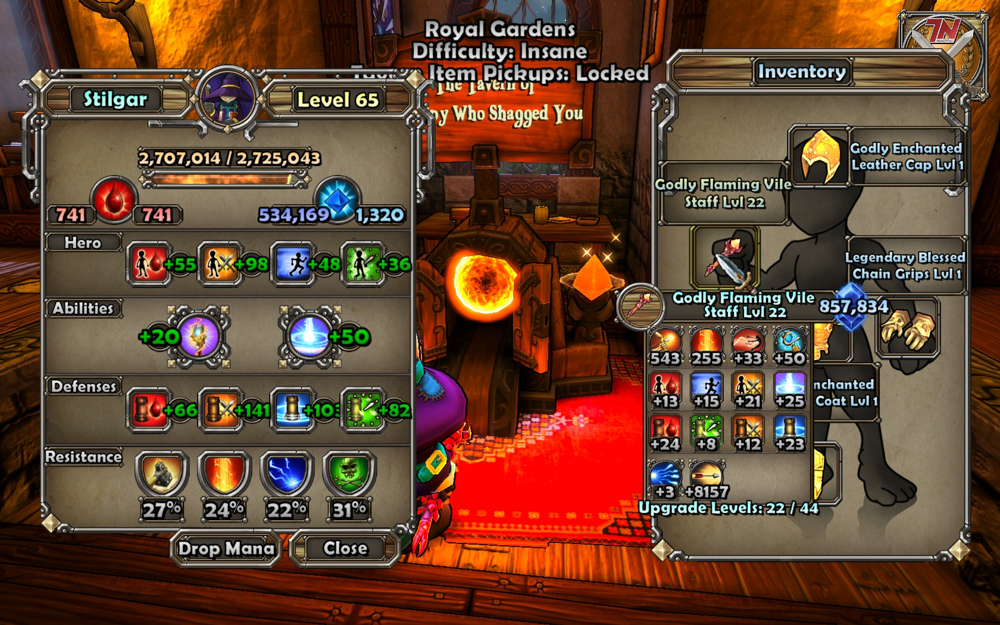 Royal Gardens
Difficulty: Insane
Item Pickups: Locked
The Tavern of
Who Shagged You
Stilgar
Level 65
2,707,014 / 2,725,043
741
741
534,169
1,320
Hero
+55
+98
+48
+36
Abilities
+20
+50
Defenses
+66
+141
+103
+82
Resistance
27%
24%
22%
31%
Drop Mana
Close
7N
Inventory
Godly Enchanted
Leather Cap Lvl 1
Godly Flaming Vile
Staff Lvl 22
Legendary Blessed
Chain Grips Lvl 1
Godly Flaming Vile
Staff Lvl 22
857,834
543
255
+33
+50
+13
+15
+21
+25
+24
+8
+12
+23
+3
+8157
Upgrade Levels: 22 / 44
nchanted
Coat Lvl 1